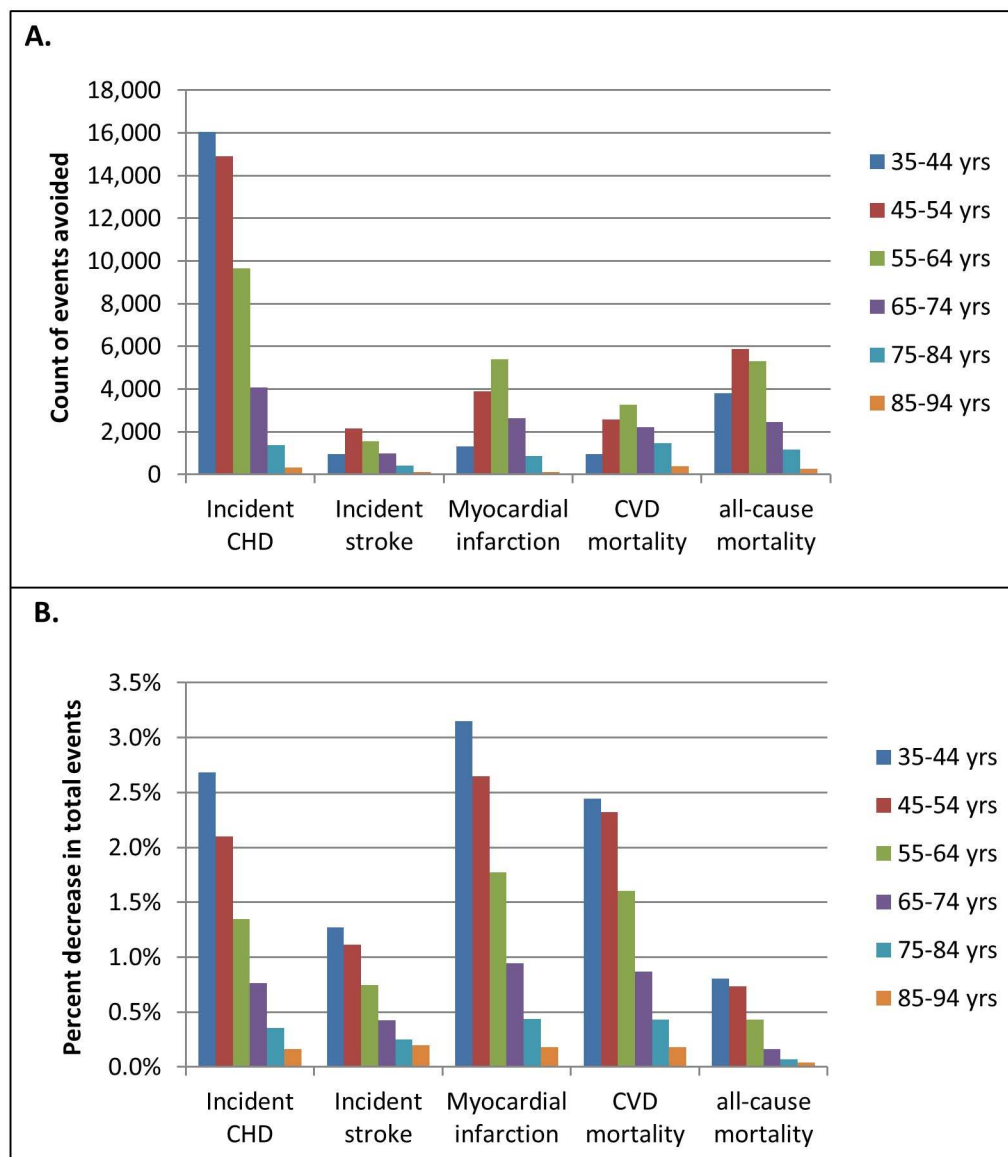 A.
Count of events avoided
18,000
16,000
14,000
12,000
10,000
8,000
6,000
4,000
2,000
0
Incident
CHD
Incident
stroke
Myocardial
infarction
CVD
mortality
all-cause
mortality
35-44 yrs
45-54 yrs
55-64 yrs
65-74 yrs
75-84 yrs
85-94 yrs
B.
Percent decrease in total events
3.5%
3.0%
2.5%
2.0%
1.5%
1.0%
0.5%
0.0%
Incident
CHD
Incident
stroke
Myocardial
infarction
CVD
mortality
all-cause
mortality
35-44 yrs
45-54 yrs
55-64 yrs
65-74 yrs
75-84 yrs
85-94 yrs